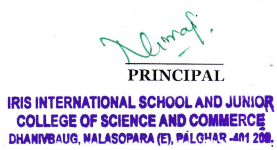 PRINCIPAL
IRIS INTERNATIONAL SCHOOL AND JUNIOR
COLLEGE OF SCIENCE AND COMMERCE
DHANIVBAUG, NALASOPARA (E), PALGHAR -401 209.